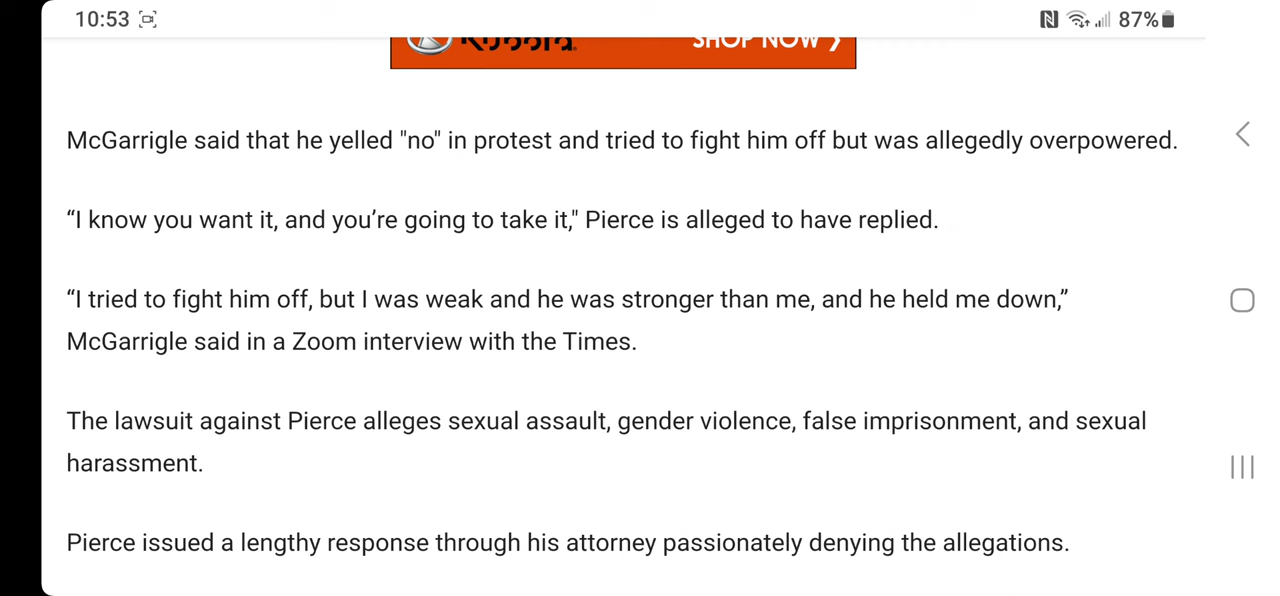 10:53
87%
Kubota
SHOP NOW
McGarrigle said that he yelled "no" in protest and tried to fight him off but was allegedly overpowered.
“I know you want it, and you’re going to take it," Pierce is alleged to have replied.
“I tried to fight him off, but I was weak and he was stronger than me, and he held me down,”
McGarrigle said in a Zoom interview with the Times.
The lawsuit against Pierce alleges sexual assault, gender violence, false imprisonment, and sexual
harassment.
Pierce issued a lengthy response through his attorney passionately denying the allegations.